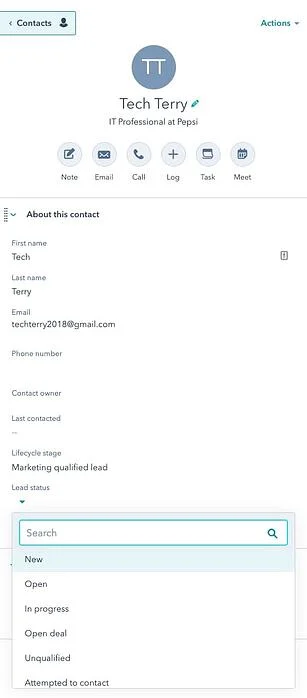 Contacts
Actions
TT
Tech Terry
IT Professional at Pepsi
Note Email Call Log Task Meet
About this contact
First name
Tech
Last name
Terry
Email
techterry2018@gmail.com
Phone number
Contact owner
Last contacted
--
Lifecycle stage
Marketing qualified lead
Lead status
Search
New
Open
In progress
Open deal
Unqualified
Attempted to contact